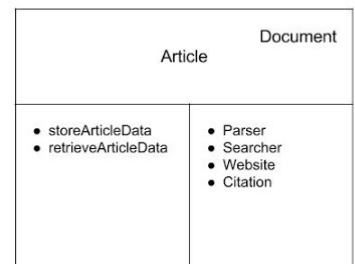 Document
Article
storeArticleData
retrieveArticleData
Parser
Searcher
Website
Citation